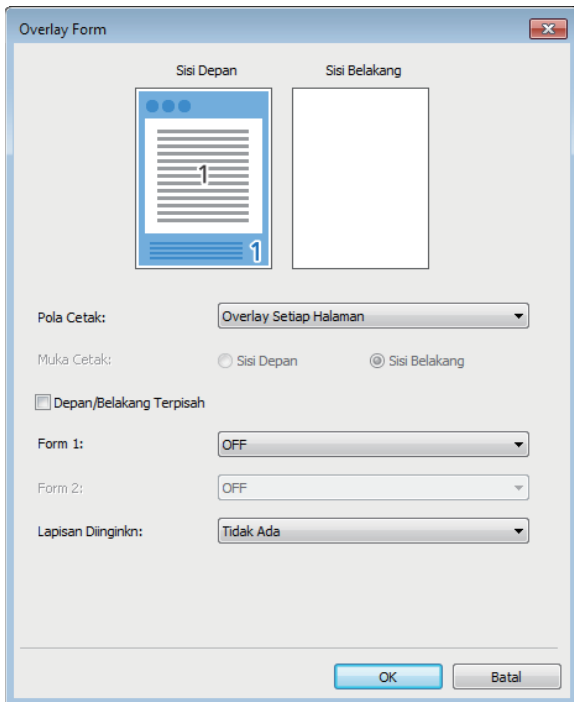 Overlay Form
Sisi Depan Sisi Belakang
1
1
Pola Cetak: Overlay Setiap Halaman
Muka Cetak: Sisi Depan Sisi Belakang
Depan/Belakang Terpisah
Form 1: OFF
Form 2: OFF
Lapisan Diinginkn: Tidak Ada
OK Batal